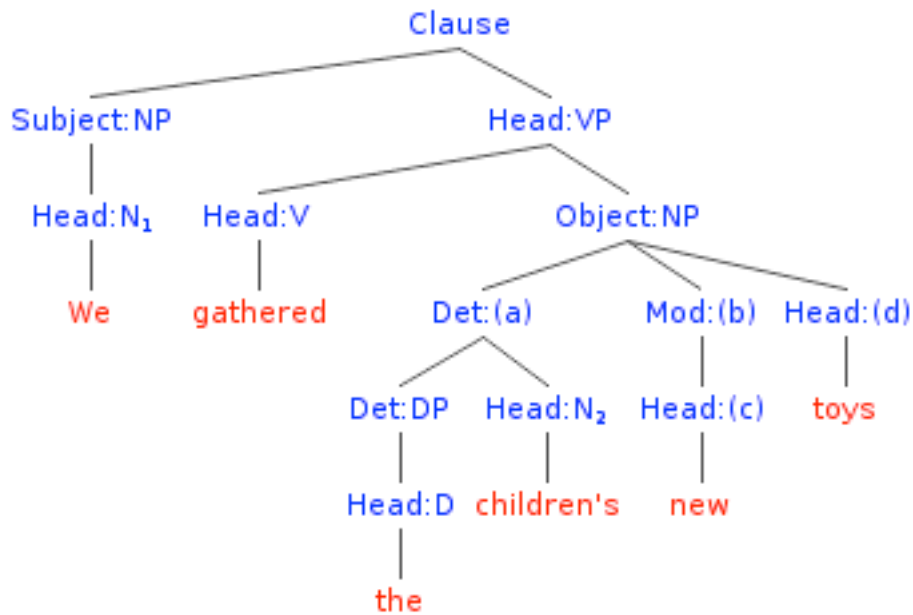 Clause
Subject:NP Head:VP
Head:N₁ Head:V Object:NP
We gathered Det:(a) Mod:(b) Head:(d)
Det:DP Head:N₂ Head:(c) toys
Head:D children's new
the